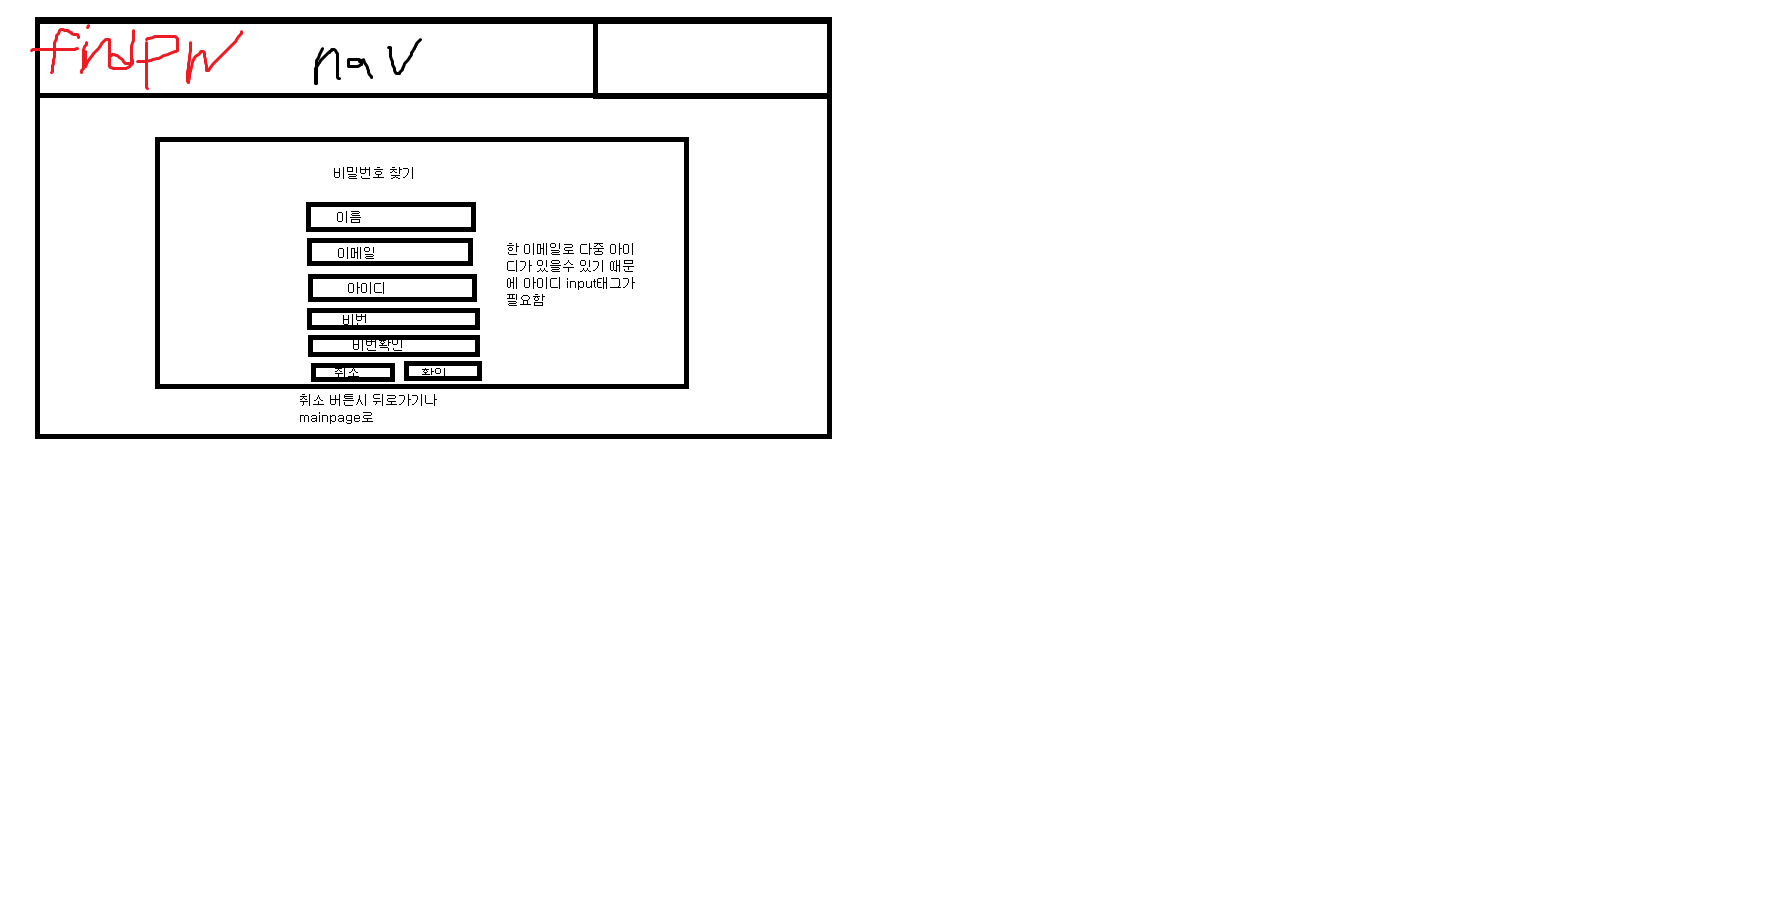 findpw
nav
비밀번호 찾기
이름
이메일
한 이메일로 다중 아이
디가 있을수 있기 때문
에 아이디 input태그가
필요함
아이디
비번
비번확인
취소
확인
취소 버튼시 뒤로가기나
mainpage로